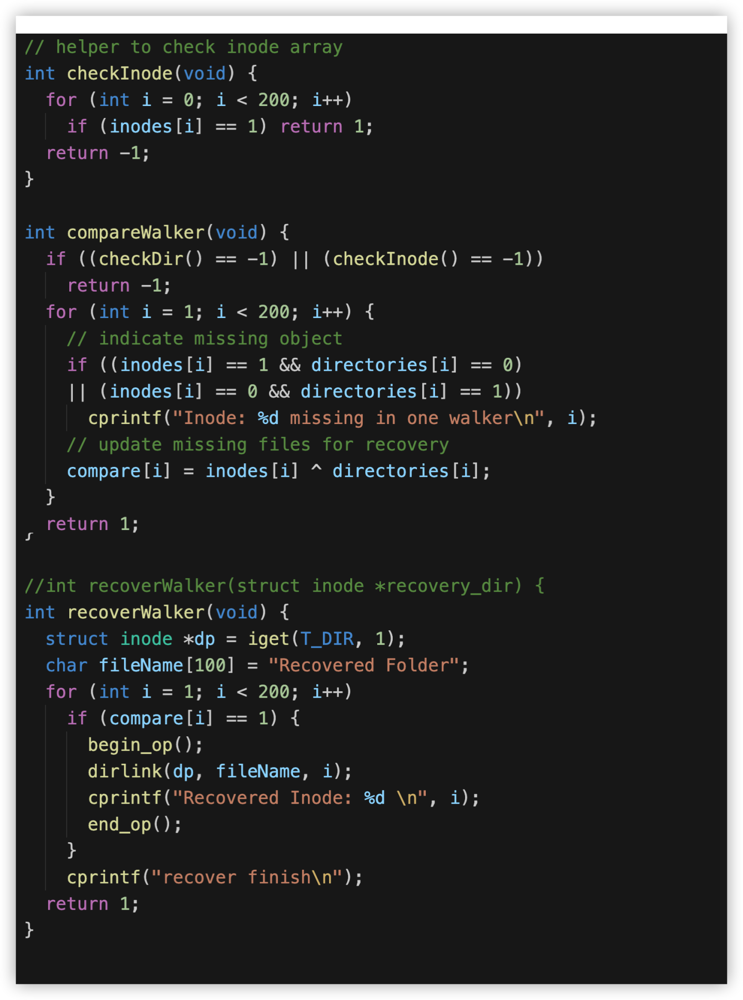 // helper to check inode array
int checkInode(void) {
  for (int i = 0; i < 200; i++)
    if (inodes[i] == 1) return 1;
  return -1;
}

int compareWalker(void) {
  if ((checkDir() == -1) || (checkInode() == -1))
    return -1;
  for (int i = 1; i < 200; i++) {
    // indicate missing object
    if ((inodes[i] == 1 && directories[i] == 0)
    || (inodes[i] == 0 && directories[i] == 1))
      cprintf("Inode: %d missing in one walker\n", i);
    // update missing files for recovery
    compare[i] = inodes[i] ^ directories[i];
  }
  return 1;

//int recoverWalker(struct inode *recovery_dir) {
int recoverWalker(void) {
  struct inode *dp = iget(T_DIR, 1);
  char fileName[100] = "Recovered Folder";
  for (int i = 1; i < 200; i++)
    if (compare[i] == 1) {
      begin_op();
      dirlink(dp, fileName, i);
      cprintf("Recovered Inode: %d \n", i);
      end_op();
    }
    cprintf("recover finish\n");
  return 1;
}